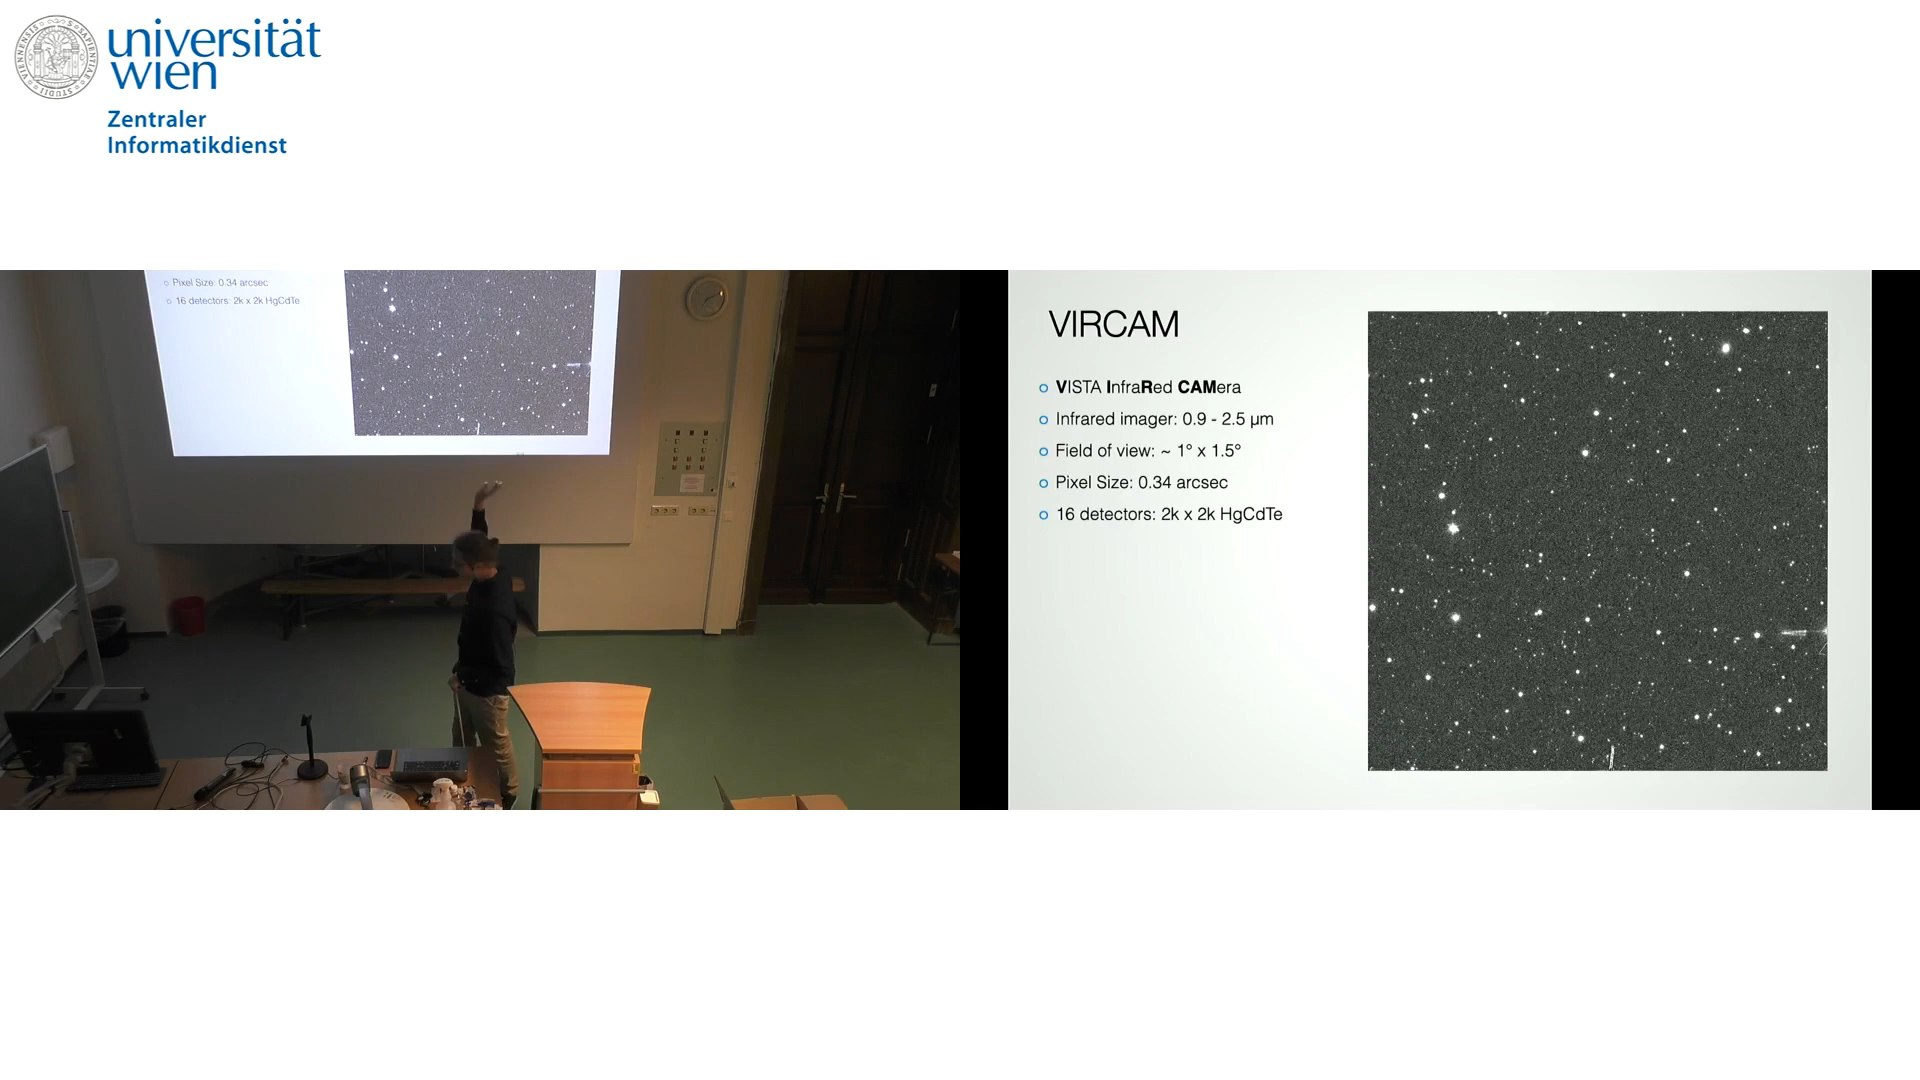 universität
wien
Zentraler
Informatikdienst
Pixel Size: 0.34 arcsec
16 detectors: 2k x 2k HgCdTe
VIRCAM
VISTA InfraRed CAMera
Infrared imager: 0.9 - 2.5 µm
Field of view: ~ 1° x 1.5°
Pixel Size: 0.34 arcsec
16 detectors: 2k x 2k HgCdTe